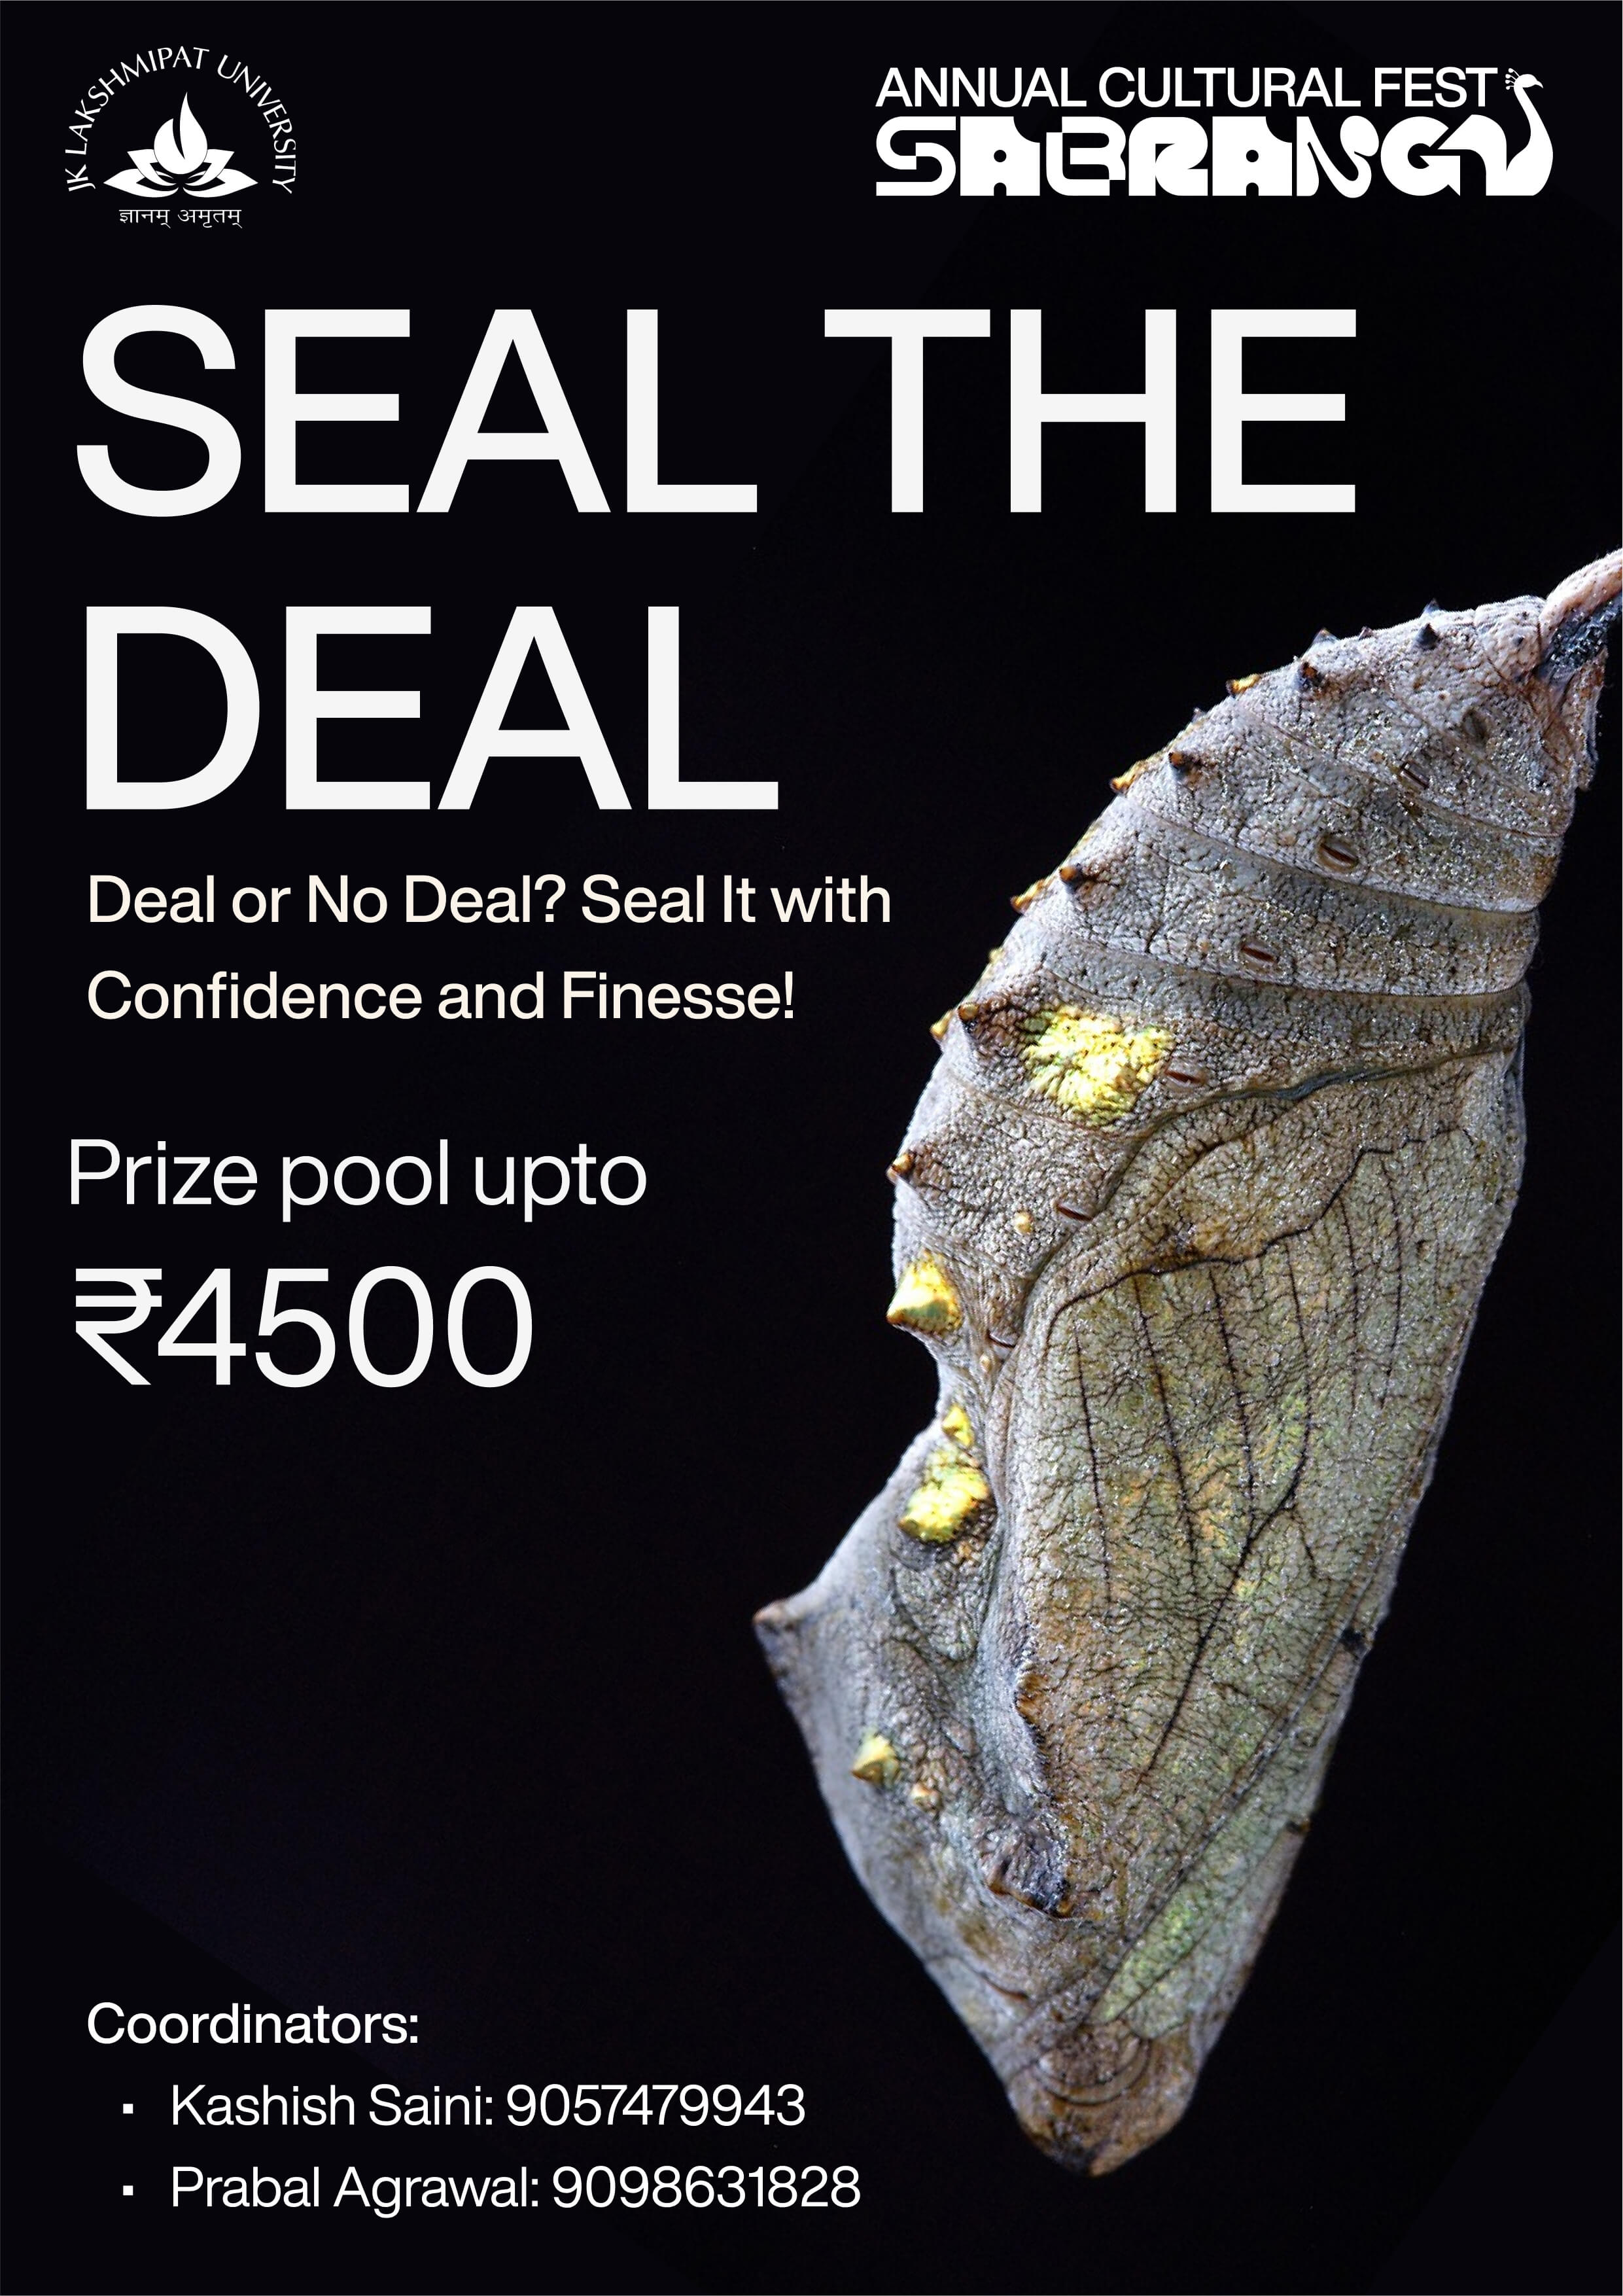 JK LAKSHMIPAT UNIVERSITY
ज्ञानम् अमृतम्
ANNUAL CULTURAL FEST
SABRANG
SEAL THE
DEAL
Deal or No Deal? Seal It with
Confidence and Finesse!
Prize pool upto
₹4500
Coordinators:
▪ Kashish Saini: 9057479943
▪ Prabal Agrawal: 9098631828